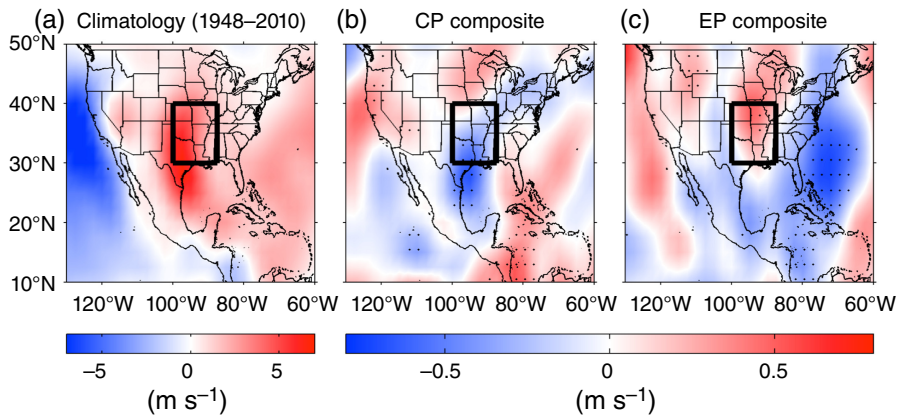 (a) Climatology (1948–2010) (b) CP composite (c) EP composite
50°N
40°N
30°N
20°N
10°N
120°W 100°W 80°W 60°W 120°W 100°W 80°W 60°W 120°W 100°W 80°W 60°W
−5 0 5 −0.5 0 0.5
(m s⁻¹) (m s⁻¹)